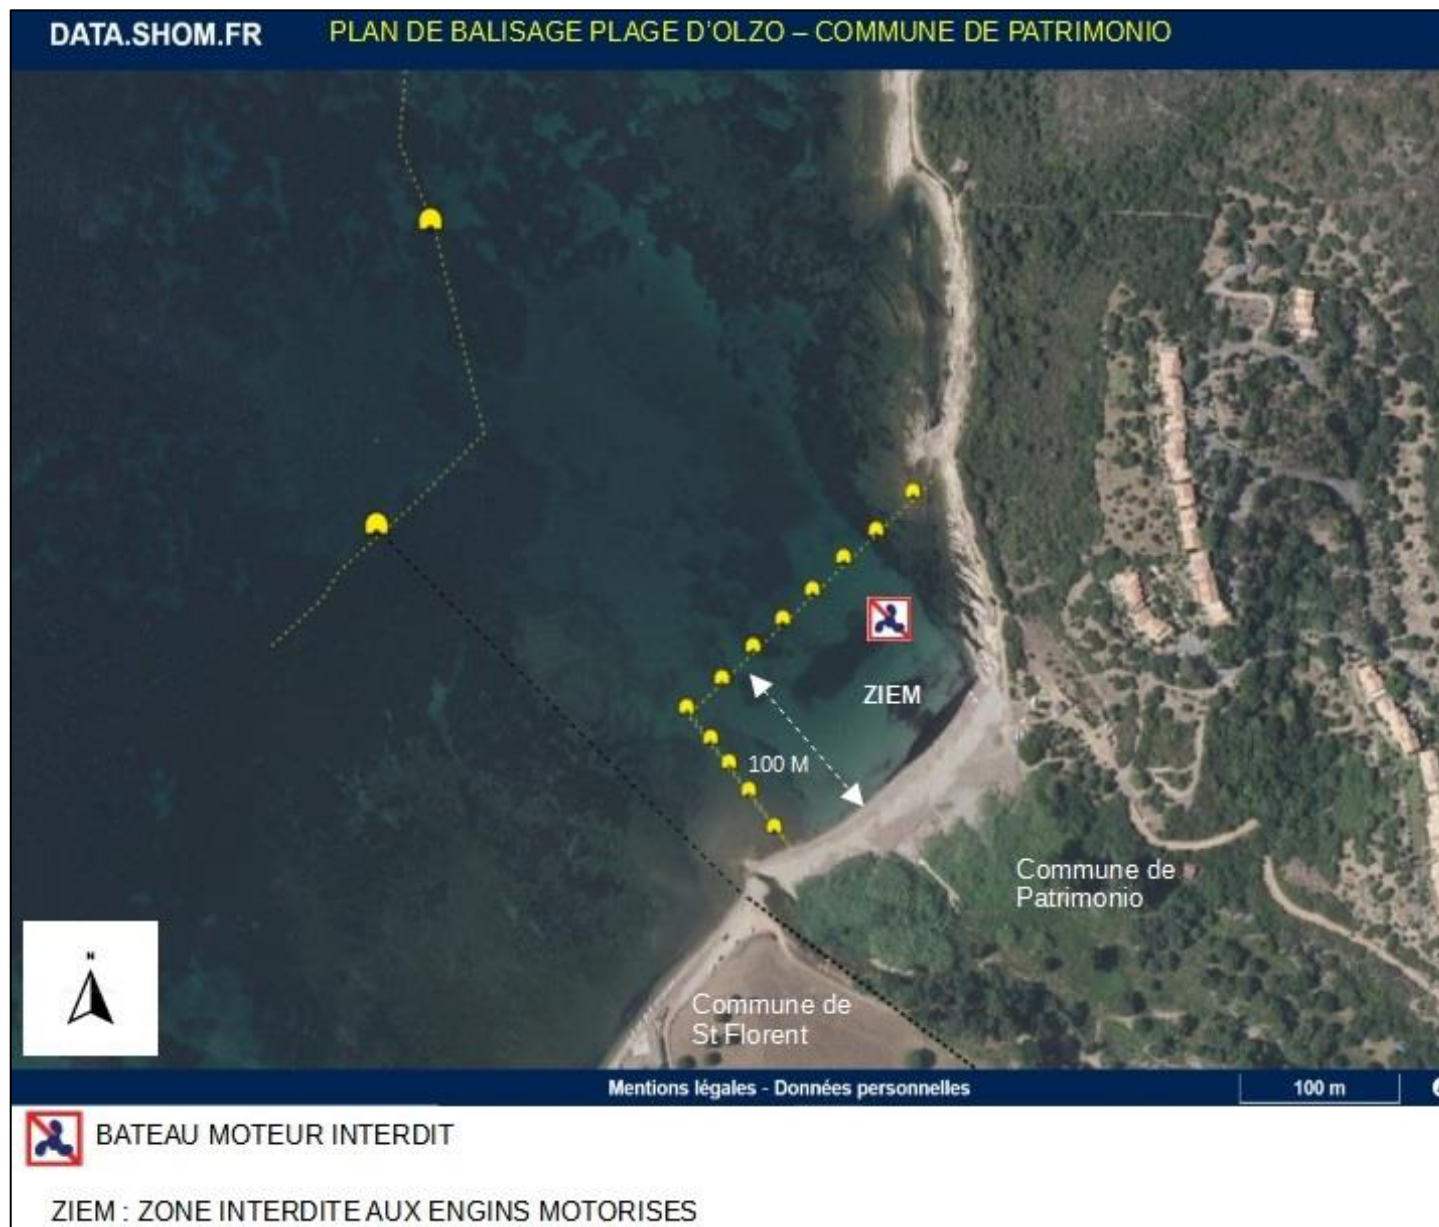 DATA.SHOM.FR
PLAN DE BALISAGE PLAGE D'OLZO – COMMUNE DE PATRIMONIO
ZIEM
100 M
Commune de
Patrimonio
N
Commune de
St Florent
Mentions légales - Données personnelles
100 m
BATEAU MOTEUR INTERDIT
ZIEM : ZONE INTERDITE AUX ENGINS MOTORISES